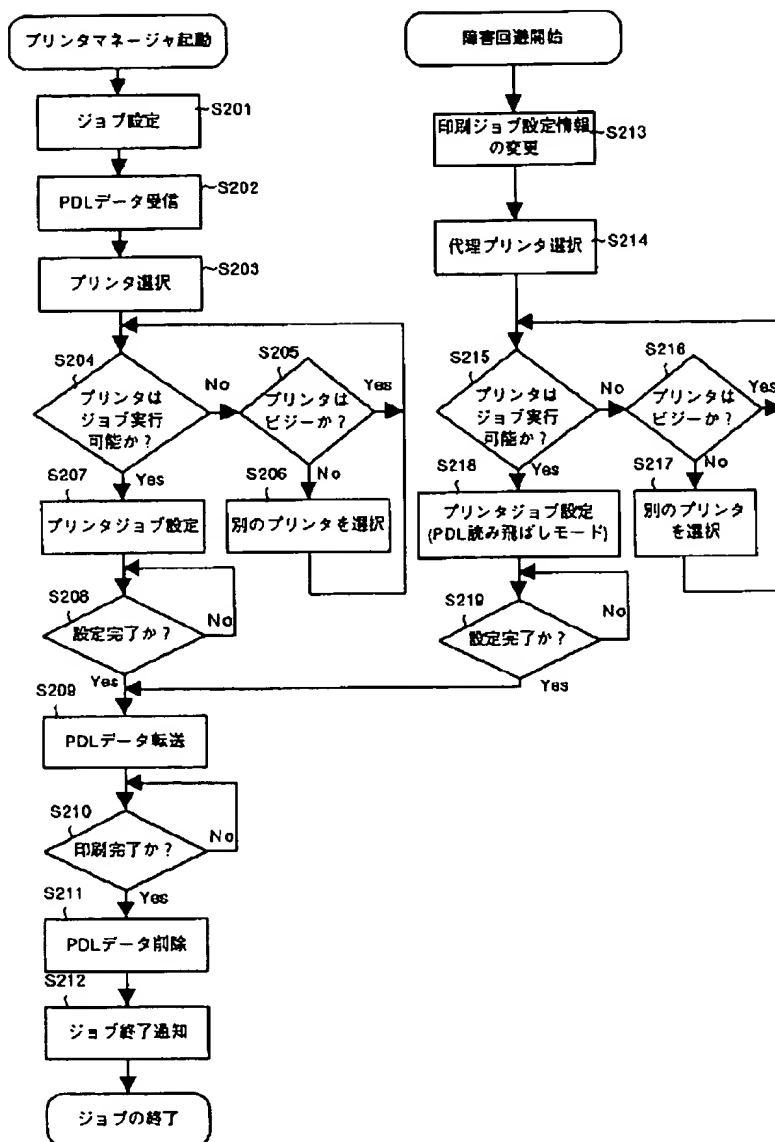 プリンタマネージャ起動
ジョブ設定
S201
PDLデータ受信
S202
プリンタ選択
S203
S204
プリンタは
ジョブ実行
可能か？
No
Yes
S205
プリンタは
ビジーか？
Yes
No
S206
別のプリンタを選択
S207
プリンタジョブ設定
S208
設定完了か？
No
Yes
S209
PDLデータ転送
S210
印刷完了か？
No
Yes
S211
PDLデータ削除
S212
ジョブ終了通知
ジョブの終了
障害回避開始
印刷ジョブ設定情報
の変更
S213
代理プリンタ選択
S214
S215
プリンタは
ジョブ実行
可能か？
No
Yes
S216
プリンタは
ビジーか？
Yes
No
S217
別のプリンタ
を選択
S218
プリンタジョブ設定
(PDL読み飛ばしモード)
S219
設定完了か？
No
Yes